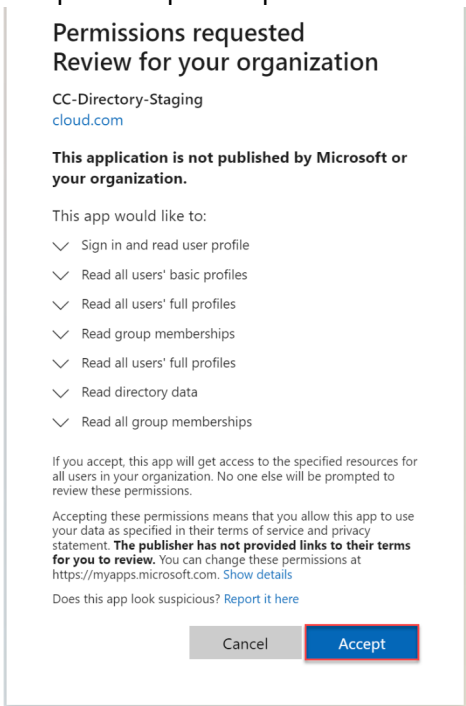 Permissions requested
Review for your organization
CC-Directory-Staging
cloud.com
This application is not published by Microsoft or
your organization.
This app would like to:
Sign in and read user profile
Read all users' basic profiles
Read all users' full profiles
Read group memberships
Read all users' full profiles
Read directory data
Read all group memberships
If you accept, this app will get access to the specified resources for
all users in your organization. No one else will be prompted to
review these permissions.
Accepting these permissions means that you allow this app to use
your data as specified in their terms of service and privacy
statement. The publisher has not provided links to their terms
for you to review. You can change these permissions at
https://myapps.microsoft.com. Show details
Does this app look suspicious? Report it here
Cancel Accept